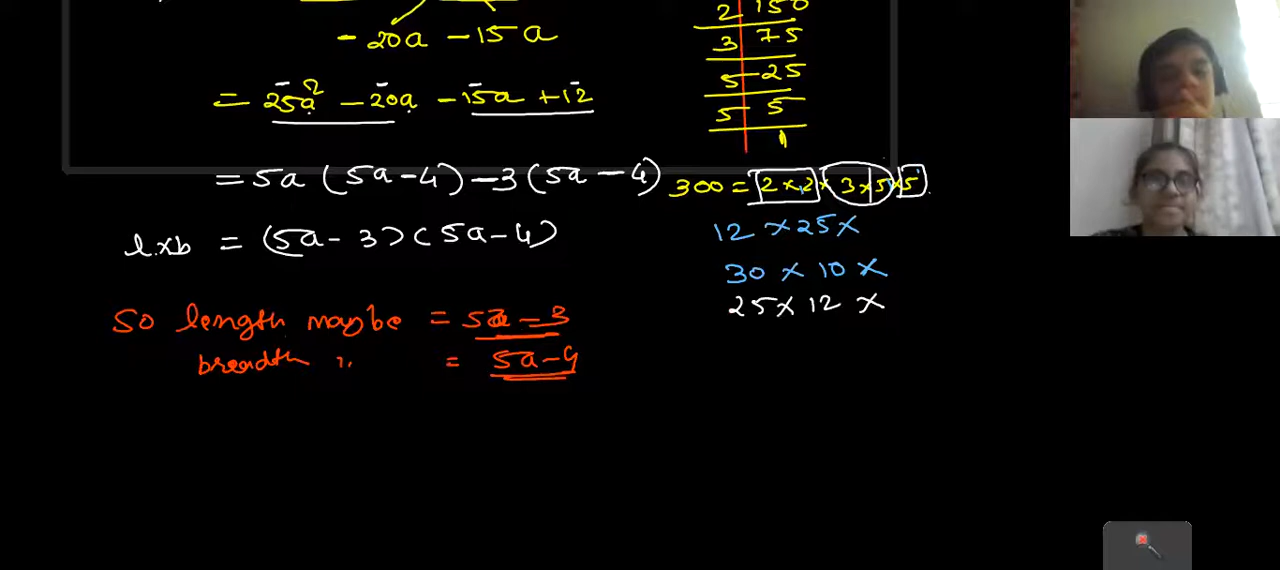 -20a -15a
= 25a² -20a -15a +12
= 5a (5a-4) -3 (5a-4)
l×b = (5a-3)(5a-4)
So length maybe = 5a-3
breadth " = 5a-4
2 | 150
3 | 75
5 | 25
5 | 5
1
300 = 2×2× 3×5×5
12 × 25 ×
30 × 10 ×
25 × 12 ×